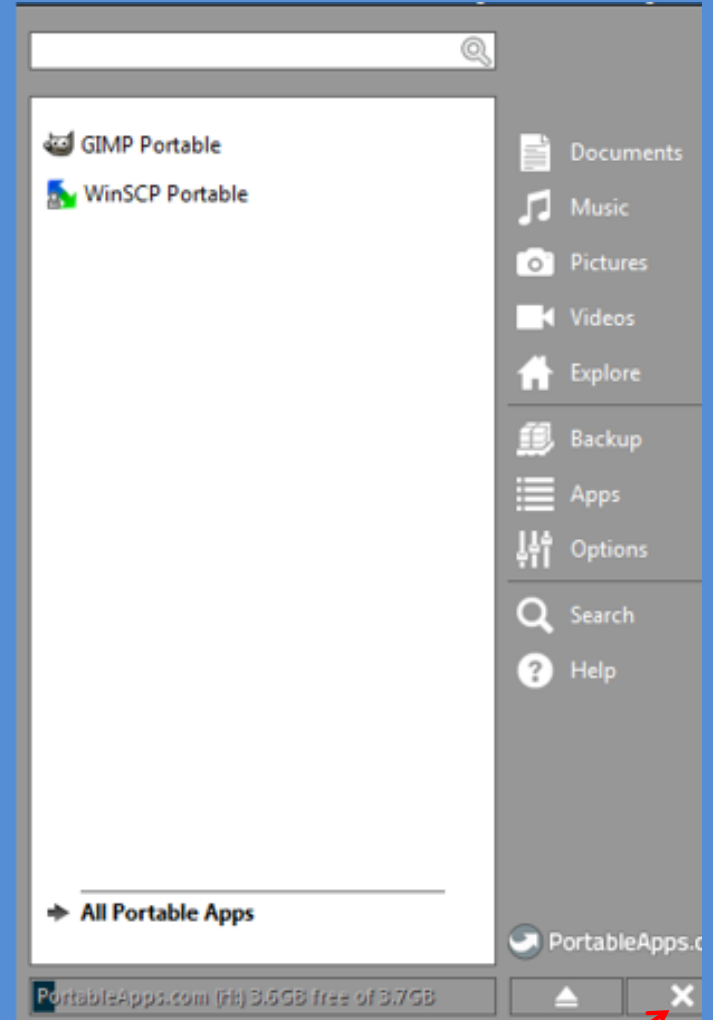 GIMP Portable
WinSCP Portable
Documents
Music
Pictures
Videos
Explore
Backup
Apps
Options
Search
Help
All Portable Apps
PortableApps.c
PortableApps.com (H:) 3.6GB free of 3.7GB